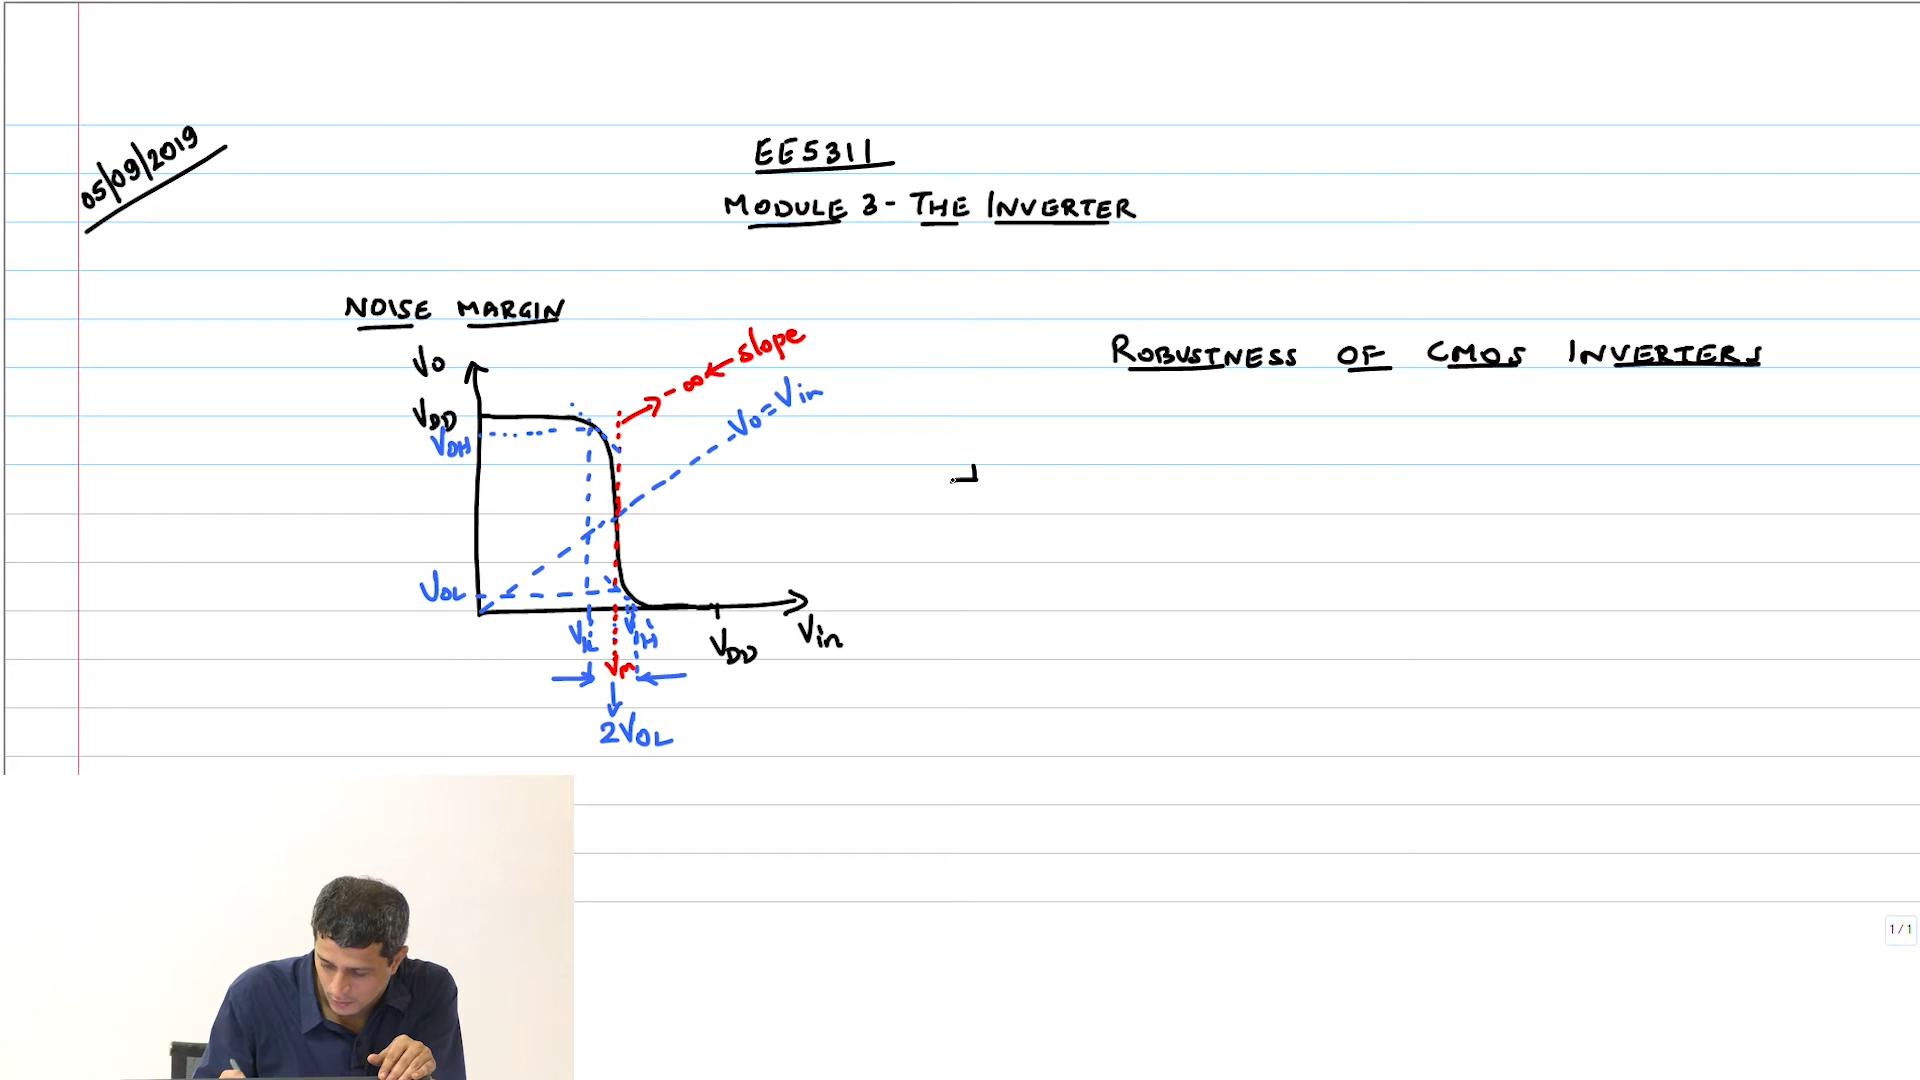 05/09/2019
EE5311
MODULE 3 - THE INVERTER
NOISE MARGIN
ROBUSTNESS OF CMOS INVERTERS
slope
-∞
VO
VDD
VOH
VO=Vin
VOL
VIL
VIH
VM
VDD
Vin
2VOL
1 / 1